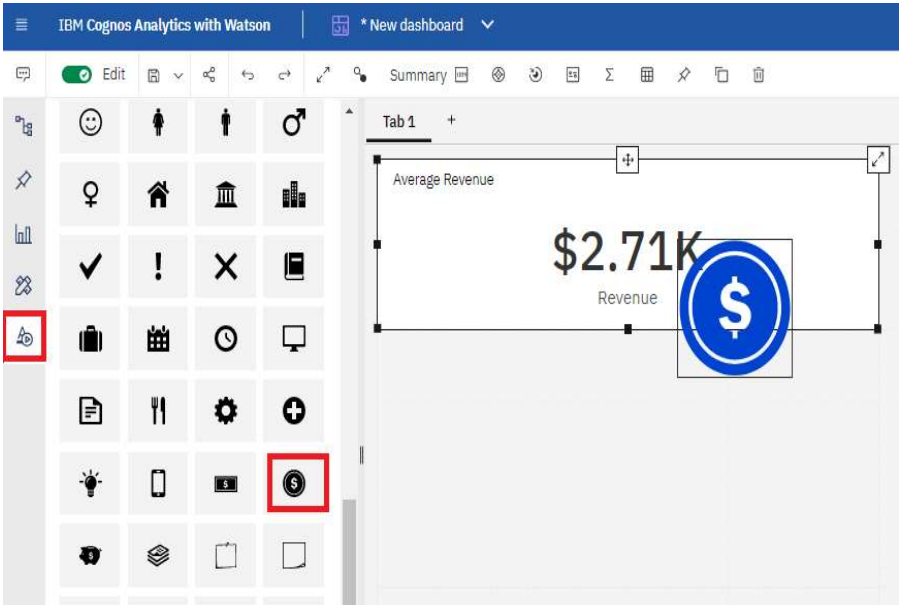 IBM Cognos Analytics with Watson
* New dashboard
Edit
Summary
Tab 1 +
Average Revenue
$2.71K
Revenue
$